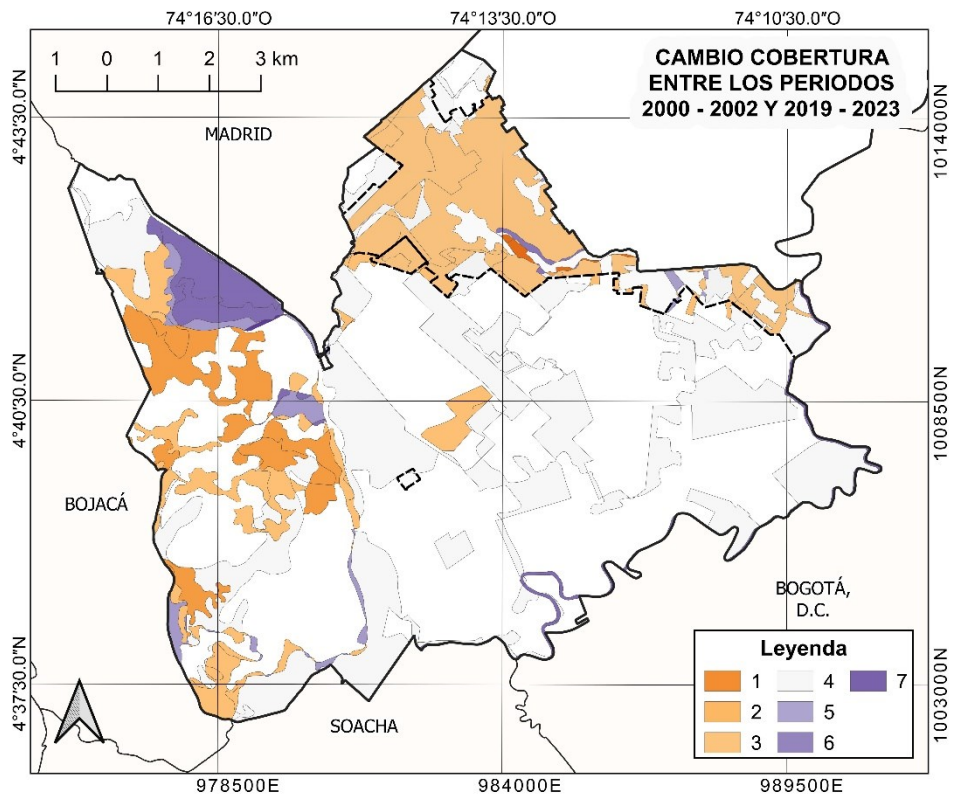 74°16'30.0"O 74°13'30.0"O 74°10'30.0"O
1 0 1 2 3 km
CAMBIO COBERTURA
ENTRE LOS PERIODOS
2000 - 2002 Y 2019 - 2023
4°43'30.0"N
1014000N
MADRID
4°40'30.0"N
1008500N
BOJACÁ
BOGOTÁ,
D.C.
4°37'30.0"N
1003000N
SOACHA
Leyenda
1 4 7
2 5
3 6
978500E 984000E 989500E